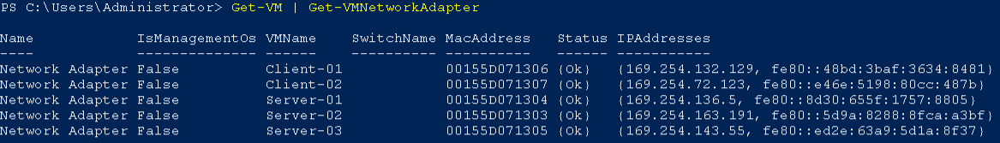 PS C:\Users\Administrator> Get-VM | Get-VMNetworkAdapter
Name IsManagementOs VMName SwitchName MacAddress Status IPAddresses
---- -------------- ------ ---------- ---------- ------ -----------
Network Adapter False Client-01 00155D071306 {Ok} {169.254.132.129, fe80::48bd:3baf:3634:8481}
Network Adapter False Client-02 00155D071307 {Ok} {169.254.72.123, fe80::e46e:5198:80cc:487b}
Network Adapter False Server-01 00155D071304 {Ok} {169.254.136.5, fe80::8d30:655f:1757:8805}
Network Adapter False Server-02 00155D071303 {Ok} {169.254.163.191, fe80::5d9a:8288:8fca:a3bf}
Network Adapter False Server-03 00155D071305 {Ok} {169.254.143.55, fe80::ed2e:63a9:5d1a:8f37}